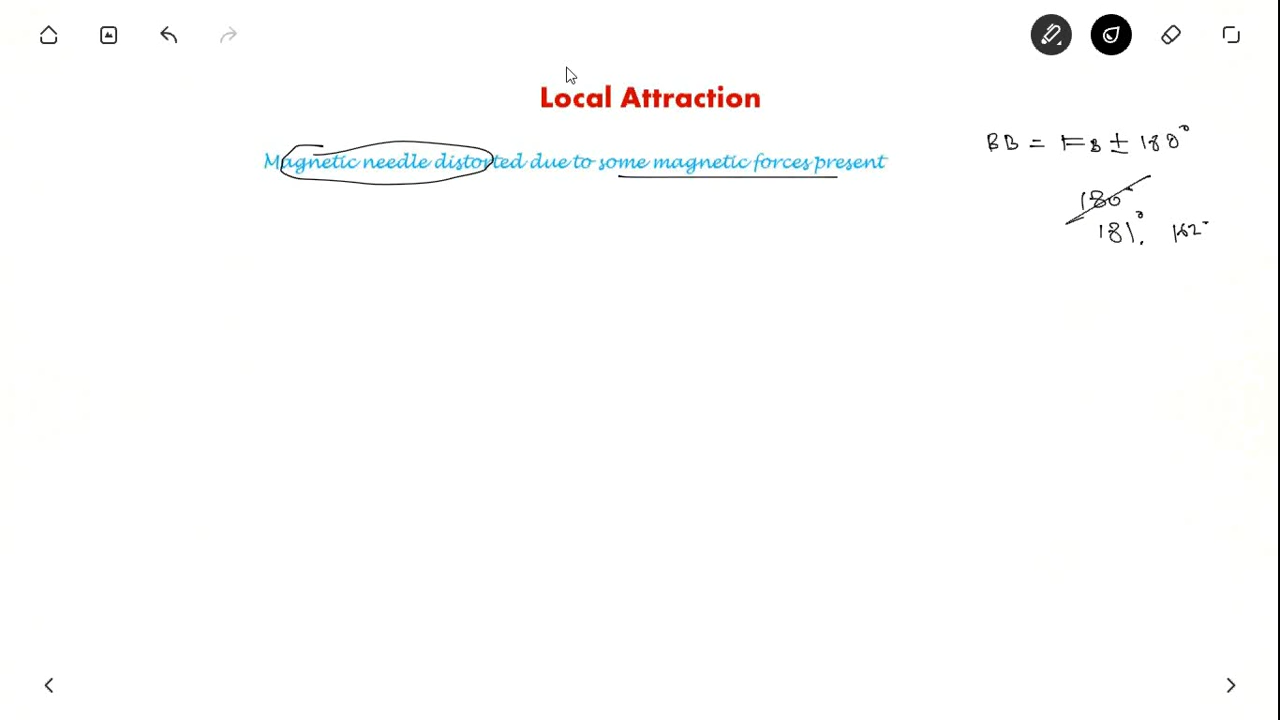 Local Attraction
Magnetic needle distorted due to some magnetic forces present
BB = FB ± 180°
180°
181°. 182°